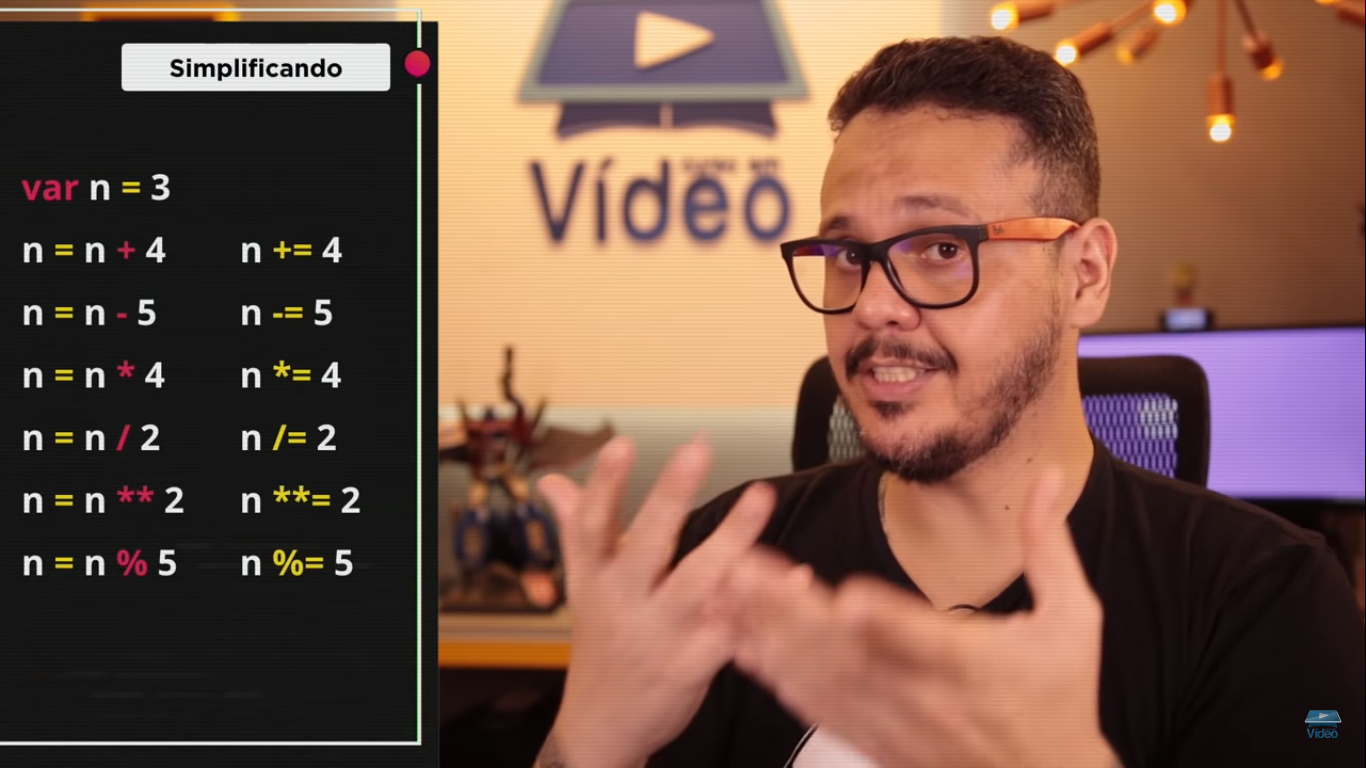 Simplificando
var n = 3
n = n + 4 n += 4
n = n - 5 n -= 5
n = n * 4 n *= 4
n = n / 2 n /= 2
n = n ** 2 n **= 2
n = n % 5 n %= 5
Vídeo
Vídeo